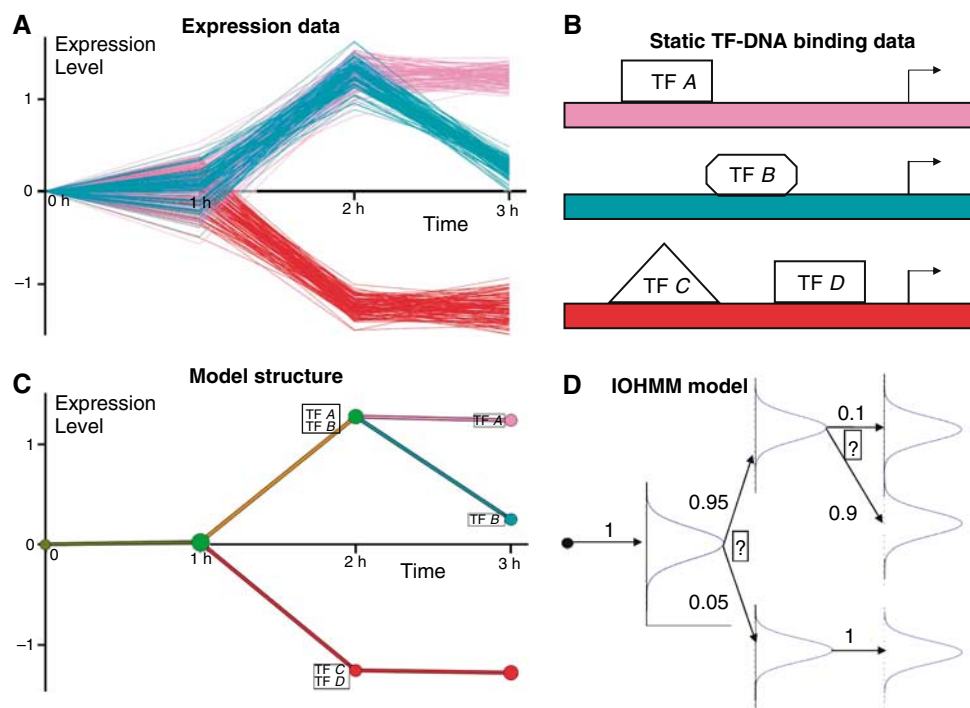 A
Expression data
Expression
Level
1
0
0 h
1 h
2 h
3 h
Time
−1
B
Static TF-DNA binding data
TF A
TF B
TF C
TF D
C
Model structure
Expression
Level
1
TF A
TF B
TF A
TF B
0
0
1 h
2 h
3 h
Time
−1
TF C
TF D
D
IOHMM model
0.1
?
0.95
0.9
1
?
0.05
1